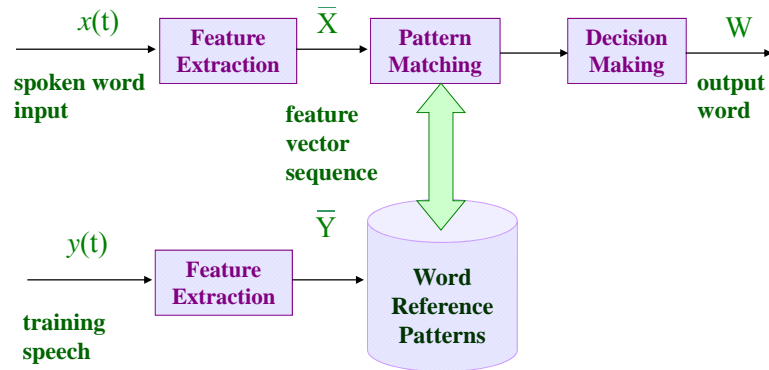 x(t)
X̅
W
Feature
Extraction
Pattern
Matching
Decision
Making
spoken word
input
output
word
feature
vector
sequence
y(t)
Y̅
Feature
Extraction
Word
Reference
Patterns
training
speech